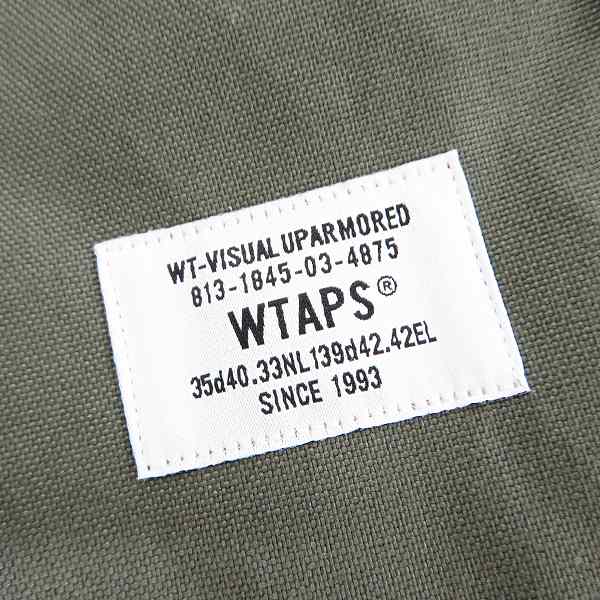 WT-VISUAL UPARMORED
813-1845-03-4875
WTAPS®
35d40.33NL139d42.42EL
SINCE 1993